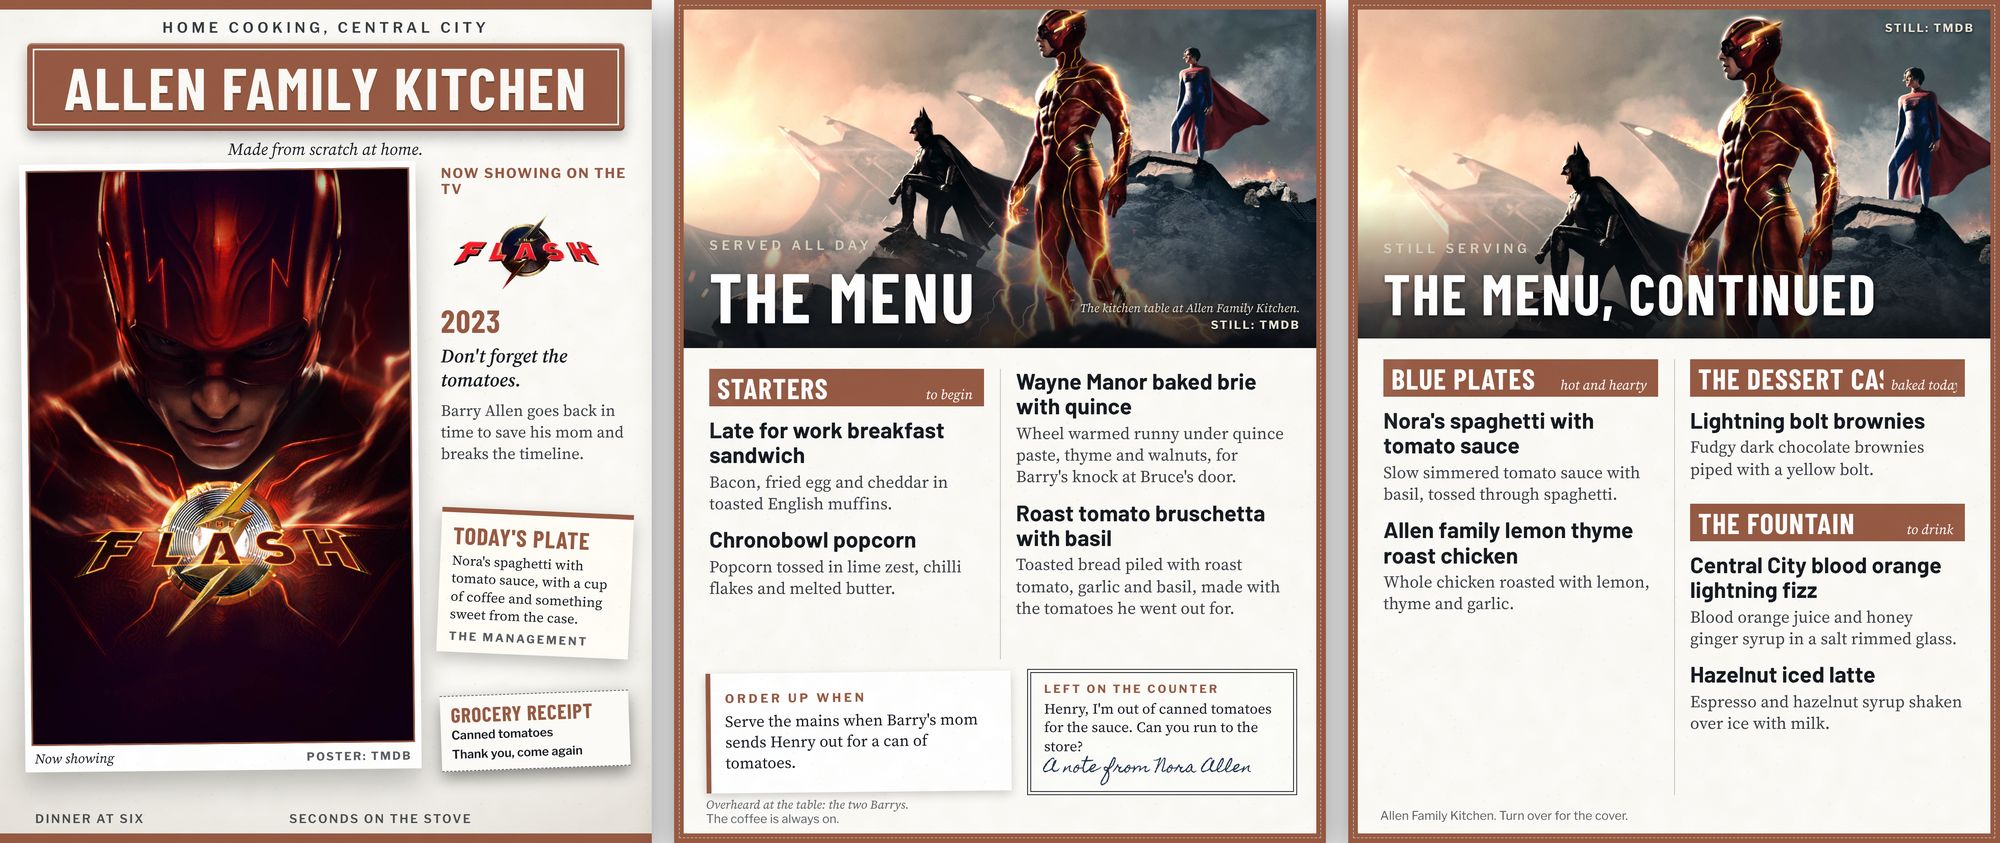 HOME COOKING, CENTRAL CITY
ALLEN FAMILY KITCHEN
Made from scratch at home.
NOW SHOWING ON THE
TV
THE
FLASH
2023
Don't forget the
tomatoes.
Barry Allen goes back in
time to save his mom and
breaks the timeline.
THE
FLASH
TODAY'S PLATE
Nora's spaghetti with
tomato sauce, with a cup
of coffee and something
sweet from the case.
THE MANAGEMENT
GROCERY RECEIPT
Canned tomatoes
Thank you, come again
Now showing
POSTER: TMDB
DINNER AT SIX
SECONDS ON THE STOVE
SERVED ALL DAY
THE MENU
The kitchen table at Allen Family Kitchen.
STILL: TMDB
STARTERS
to begin
Late for work breakfast
sandwich
Bacon, fried egg and cheddar in
toasted English muffins.
Chronobowl popcorn
Popcorn tossed in lime zest, chilli
flakes and melted butter.
Wayne Manor baked brie
with quince
Wheel warmed runny under quince
paste, thyme and walnuts, for
Barry's knock at Bruce's door.
Roast tomato bruschetta
with basil
Toasted bread piled with roast
tomato, garlic and basil, made with
the tomatoes he went out for.
ORDER UP WHEN
Serve the mains when Barry's mom
sends Henry out for a can of
tomatoes.
LEFT ON THE COUNTER
Henry, I'm out of canned tomatoes
for the sauce. Can you run to the
store?
A note from Nora Allen
Overheard at the table: the two Barrys.
The coffee is always on.
STILL: TMDB
STILL SERVING
THE MENU, CONTINUED
BLUE PLATES
hot and hearty
Nora's spaghetti with
tomato sauce
Slow simmered tomato sauce with
basil, tossed through spaghetti.
Allen family lemon thyme
roast chicken
Whole chicken roasted with lemon,
thyme and garlic.
THE DESSERT
baked today
Lightning bolt brownies
Fudgy dark chocolate brownies
piped with a yellow bolt.
THE FOUNTAIN
to drink
Central City blood orange
lightning fizz
Blood orange juice and honey
ginger syrup in a salt rimmed glass.
Hazelnut iced latte
Espresso and hazelnut syrup shaken
over ice with milk.
Allen Family Kitchen. Turn over for the cover.